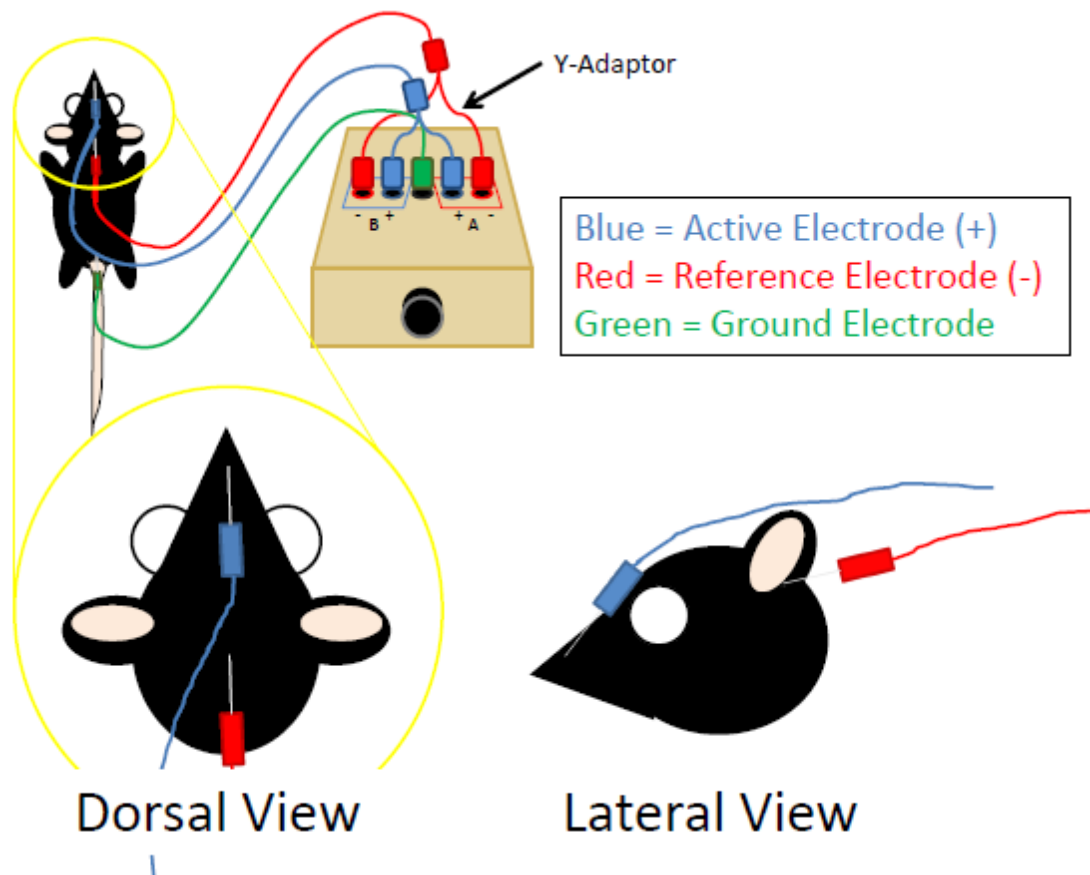 Y-Adaptor
- B + + A -
Blue = Active Electrode (+)
Red = Reference Electrode (-)
Green = Ground Electrode
Dorsal View
Lateral View